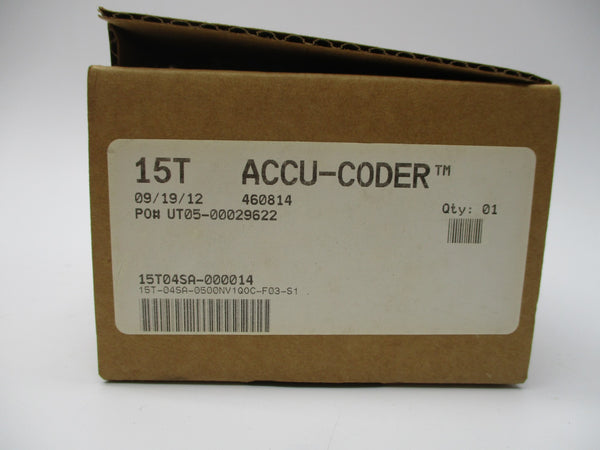 15T ACCU-CODER™
09/19/12 460814
PO# UT05-00029622
Qty: 01
15T04SA-000014
15T-04SA-0500NV1QOC-F03-S1